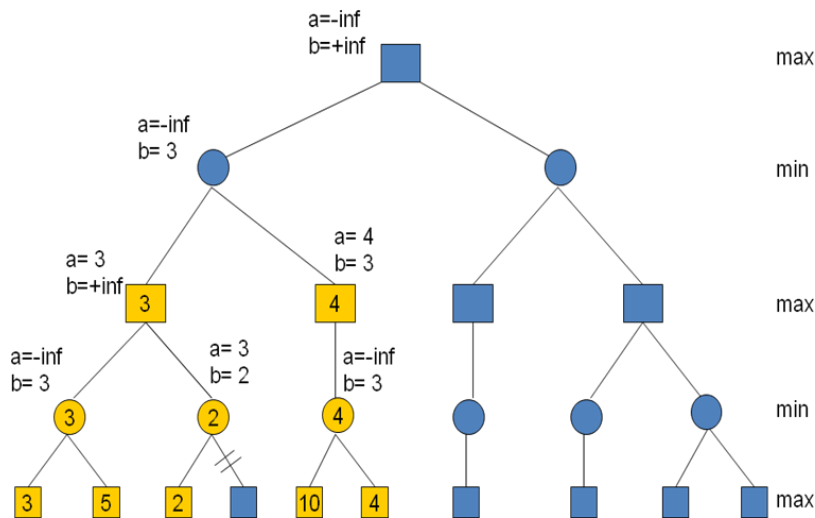 a=-inf
b=+inf
max
a=-inf
b= 3
min
a= 3
b=+inf
a= 4
b= 3
3
4
max
a=-inf
b= 3
a= 3
b= 2
a=-inf
b= 3
3
2
4
min
3
5
2
10
4
max